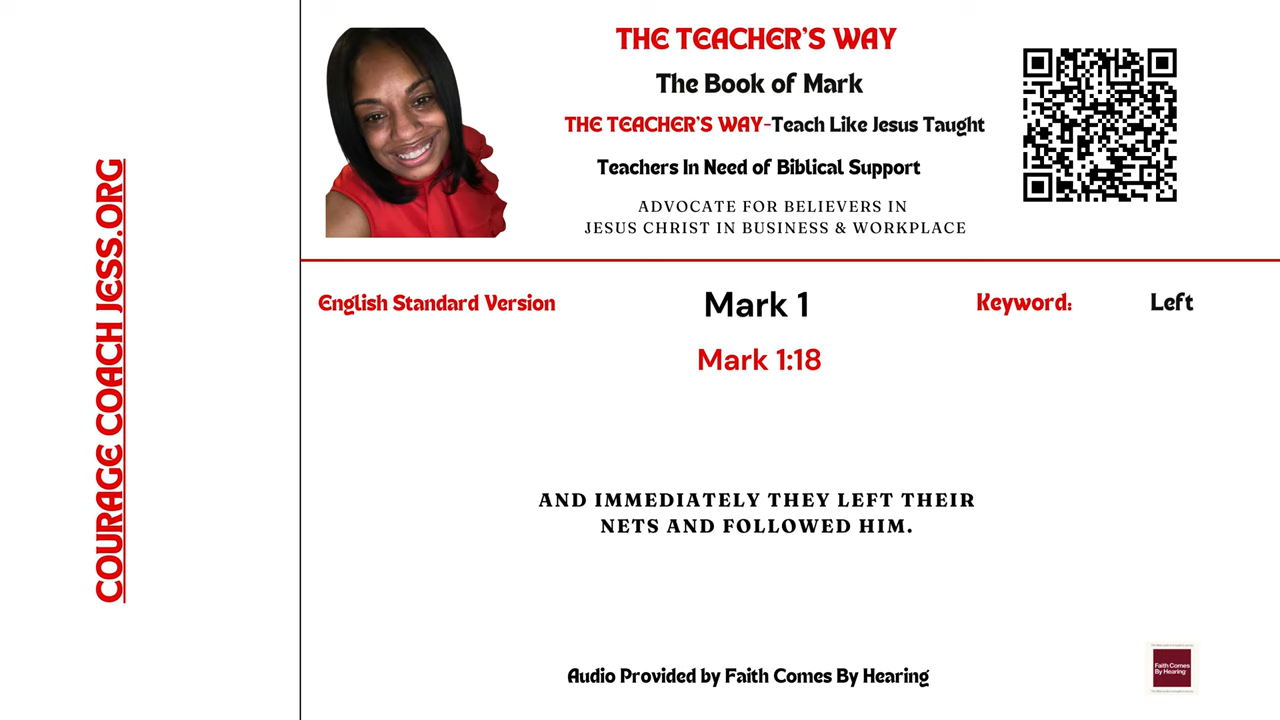 COURAGE COACH JESS.ORG
THE TEACHER'S WAY
The Book of Mark
THE TEACHER'S WAY-Teach Like Jesus Taught
Teachers In Need of Biblical Support
ADVOCATE FOR BELIEVERS IN
JESUS CHRIST IN BUSINESS & WORKPLACE
English Standard Version
Mark 1
Keyword:
Left
Mark 1:18
AND IMMEDIATELY THEY LEFT THEIR
NETS AND FOLLOWED HIM.
Audio Provided by Faith Comes By Hearing
Faith Comes
By Hearing